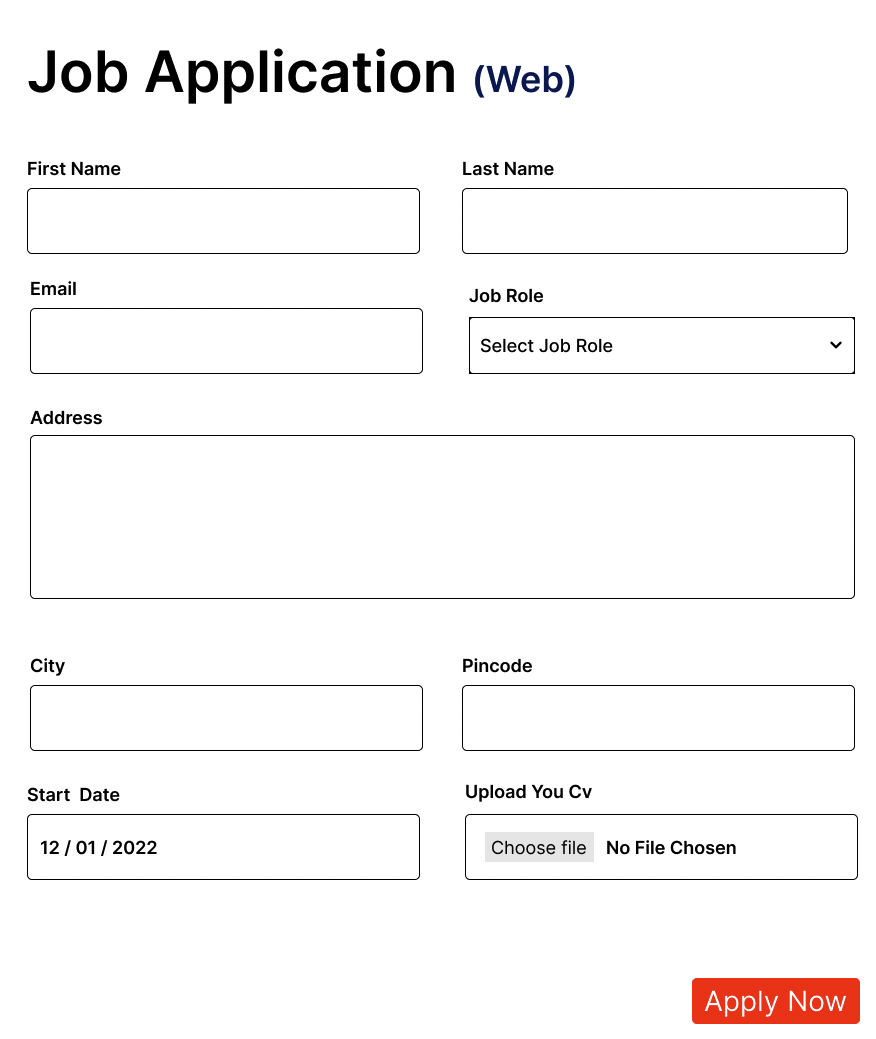 Job Application (Web)
First Name
Last Name
Email
Job Role
Select Job Role
Address
City
Pincode
Start Date
Upload You Cv
12 / 01 / 2022
Choose file No File Chosen
Apply Now